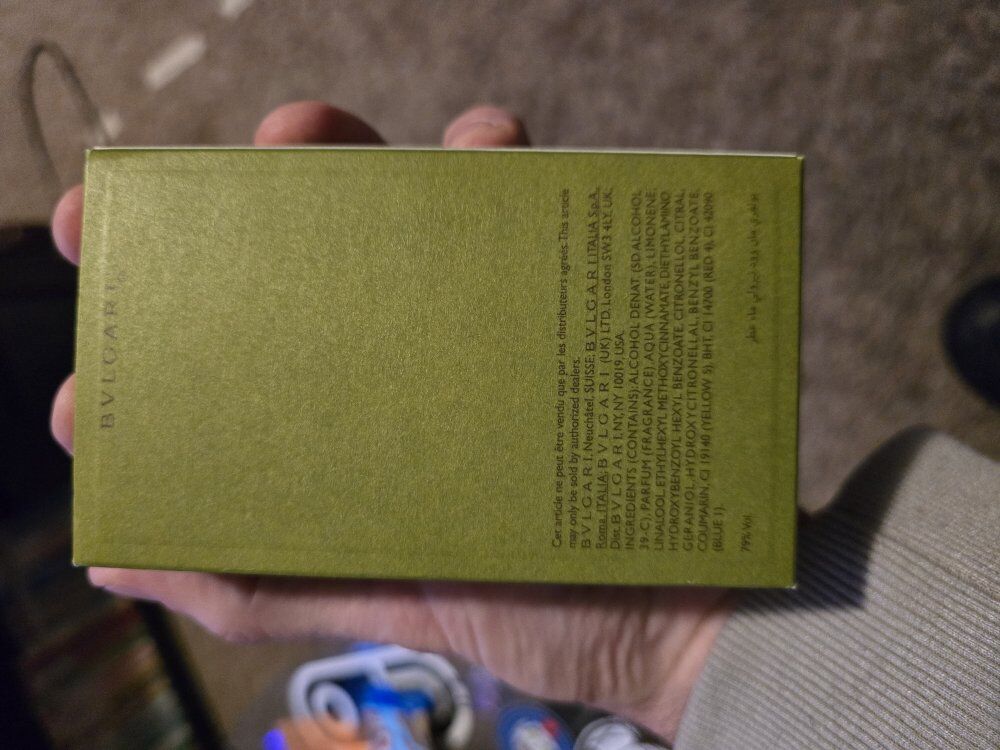 BVLGARI
Cet article ne peut être vendu que par les distributeurs agréés. This article
may only be sold by authorized dealers.
B V L G A R I, Neuchâtel, SUISSE, B V L G A R I, ITALIA S.p.A.,
Roma, ITALIA, B V L G A R I (UK) LTD, London SW3 4LY, UK,
Dist. B V L G A R I, NY, NY 10019, USA.
INGREDIENTS (CONTAINS): ALCOHOL DENAT (SD ALCOHOL
39-C), PARFUM (FRAGRANCE), AQUA (WATER), LIMONENE,
LINALOOL, ETHYLHEXYL METHOXYCINNAMATE, DIETHYLAMINO
HYDROXYBENZOYL HEXYL BENZOATE, CITRONELLOL, CITRAL,
GERANIOL, HYDROXYCITRONELLAL, BENZYL BENZOATE,
COUMARIN, CI 19140 (YELLOW 5), BHT, CI 14700 (RED 4), CI 42090
(BLUE 1).
79% Vol.